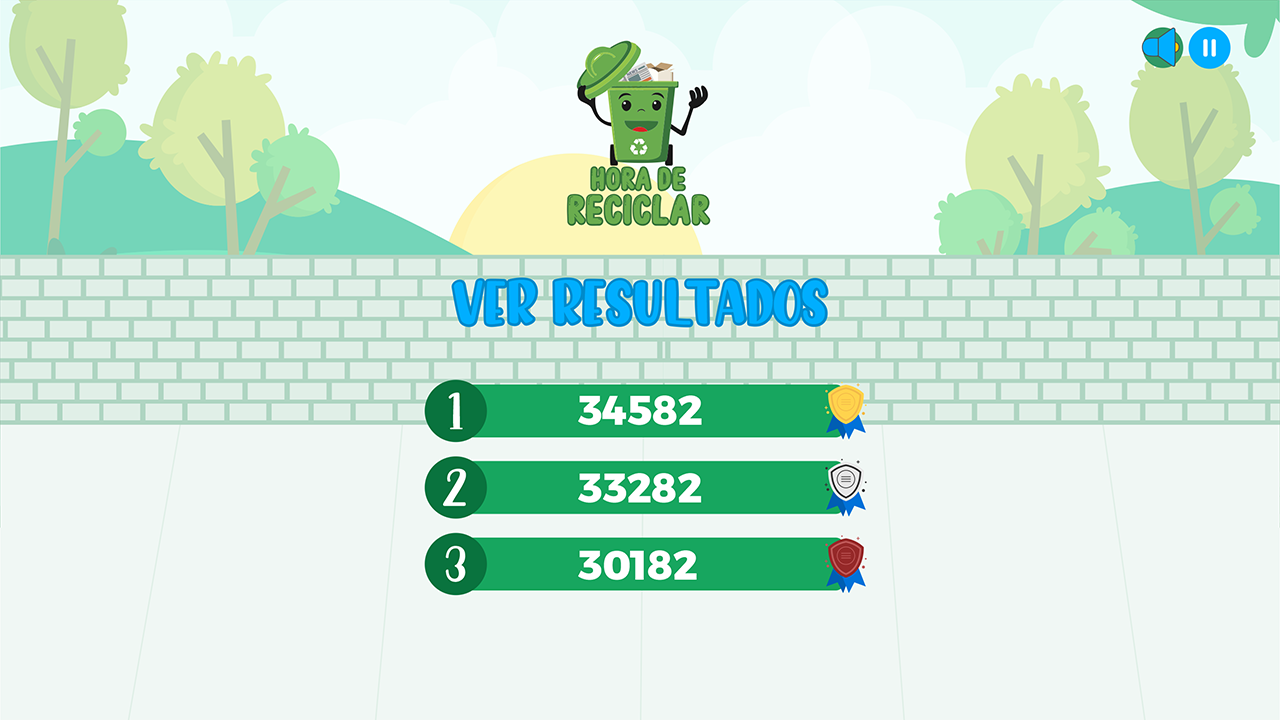 HORA DE
RECICLAR
VER RESULTADOS
1 34582
2 33282
3 30182